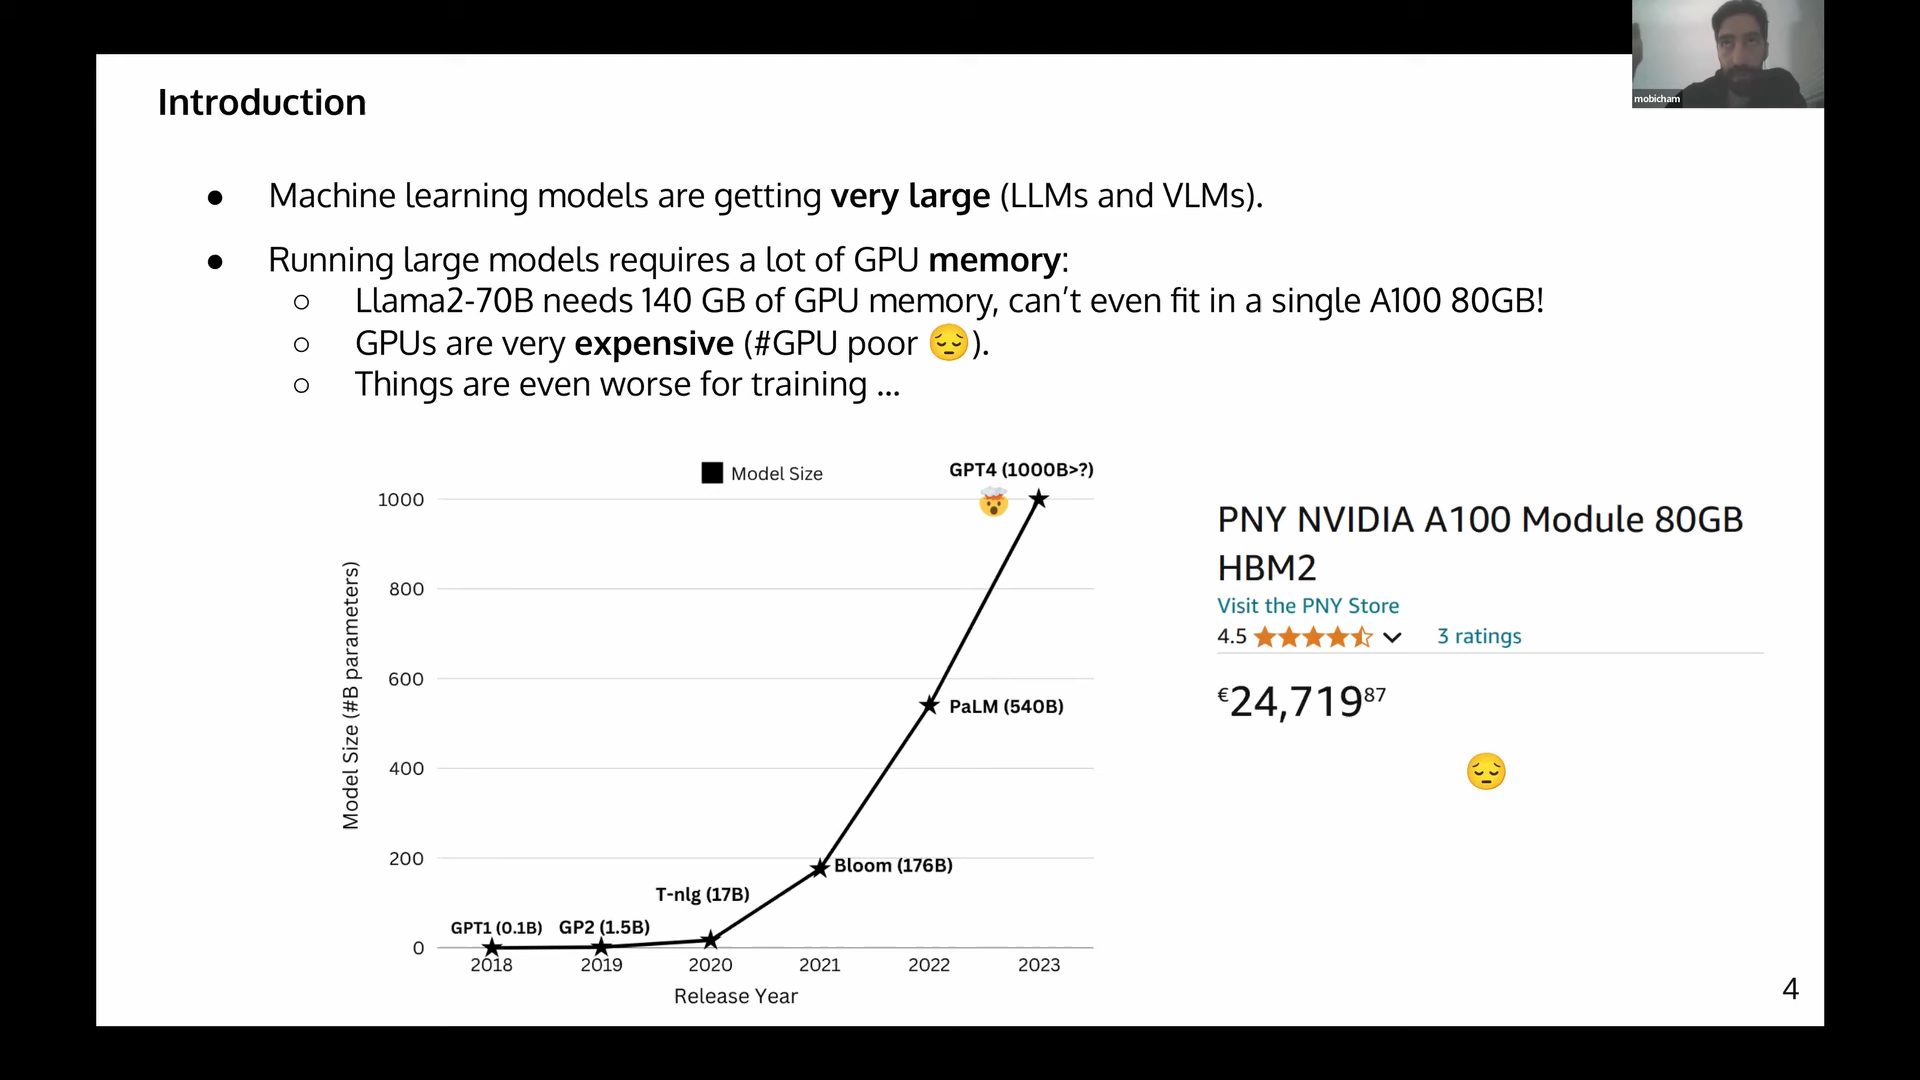 mobicham
Introduction
● Machine learning models are getting very large (LLMs and VLMs).
● Running large models requires a lot of GPU memory:
○ Llama2-70B needs 140 GB of GPU memory, can’t even fit in a single A100 80GB!
○ GPUs are very expensive (#GPU poor 😔).
○ Things are even worse for training ...
Model Size
GPT4 (1000B>?)
1000
800
600
400
200
0
Model Size (#B parameters)
PaLM (540B)
Bloom (176B)
T-nlg (17B)
GPT1 (0.1B)
GP2 (1.5B)
2018 2019 2020 2021 2022 2023
Release Year
PNY NVIDIA A100 Module 80GB
HBM2
Visit the PNY Store
4.5 3 ratings
€24,71987
4